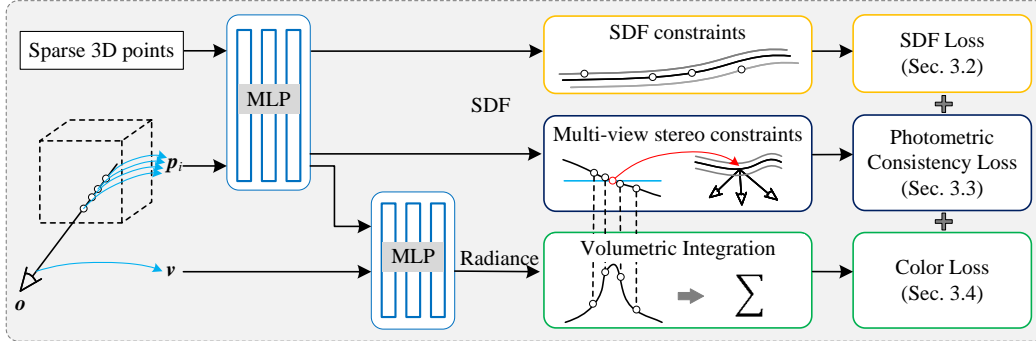 Sparse 3D points
MLP
SDF constraints
SDF Loss
(Sec. 3.2)
SDF
p_i
Multi-view stereo constraints
Photometric
Consistency Loss
(Sec. 3.3)
MLP
Radiance
Volumetric Integration
∑
Color Loss
(Sec. 3.4)
v
o